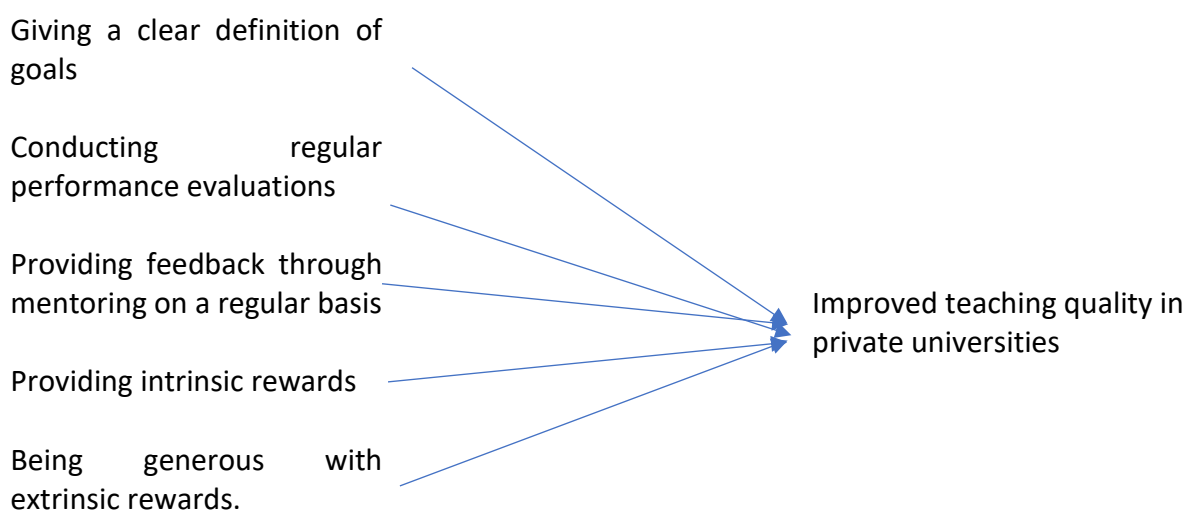 Giving a clear definition of
goals
Conducting regular
performance evaluations
Providing feedback through
mentoring on a regular basis
Providing intrinsic rewards
Being generous with
extrinsic rewards.
Improved teaching quality in
private universities